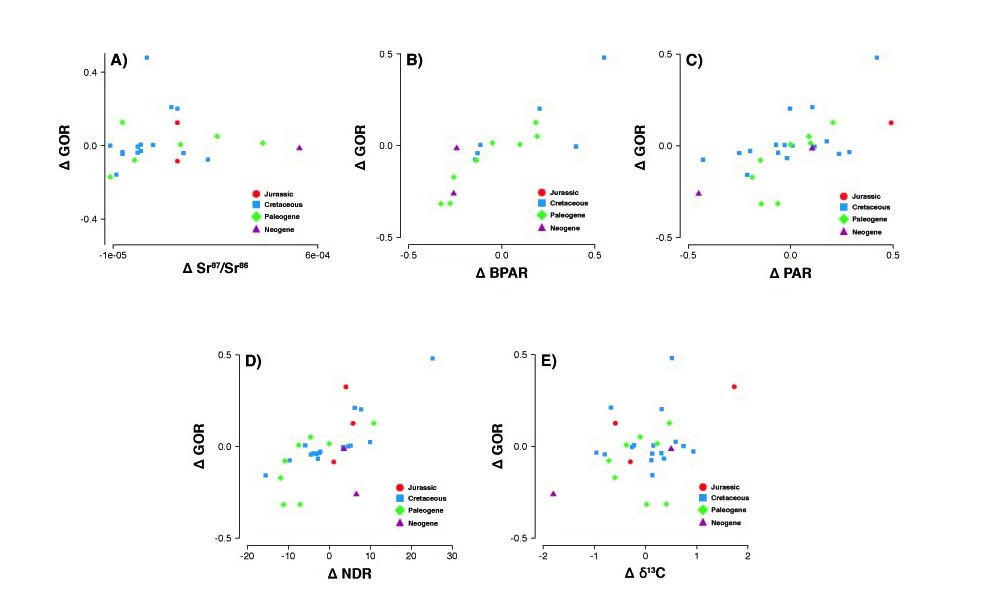 A)
Δ GOR
0.4
0.0
-0.4
-1e-05
6e-04
Δ Sr⁸⁷/Sr⁸⁶
Jurassic
Cretaceous
Paleogene
Neogene
B)
Δ GOR
0.5
0.0
-0.5
-0.5
0.0
0.5
Δ BPAR
Jurassic
Cretaceous
Paleogene
Neogene
C)
Δ GOR
0.5
0.0
-0.5
-0.5
0.0
0.5
Δ PAR
Jurassic
Cretaceous
Paleogene
Neogene
D)
Δ GOR
0.5
0.0
-0.5
-20
-10
0
10
20
30
Δ NDR
Jurassic
Cretaceous
Paleogene
Neogene
E)
Δ GOR
0.5
0.0
-0.5
-2
-1
0
1
2
Δ δ¹³C
Jurassic
Cretaceous
Paleogene
Neogene